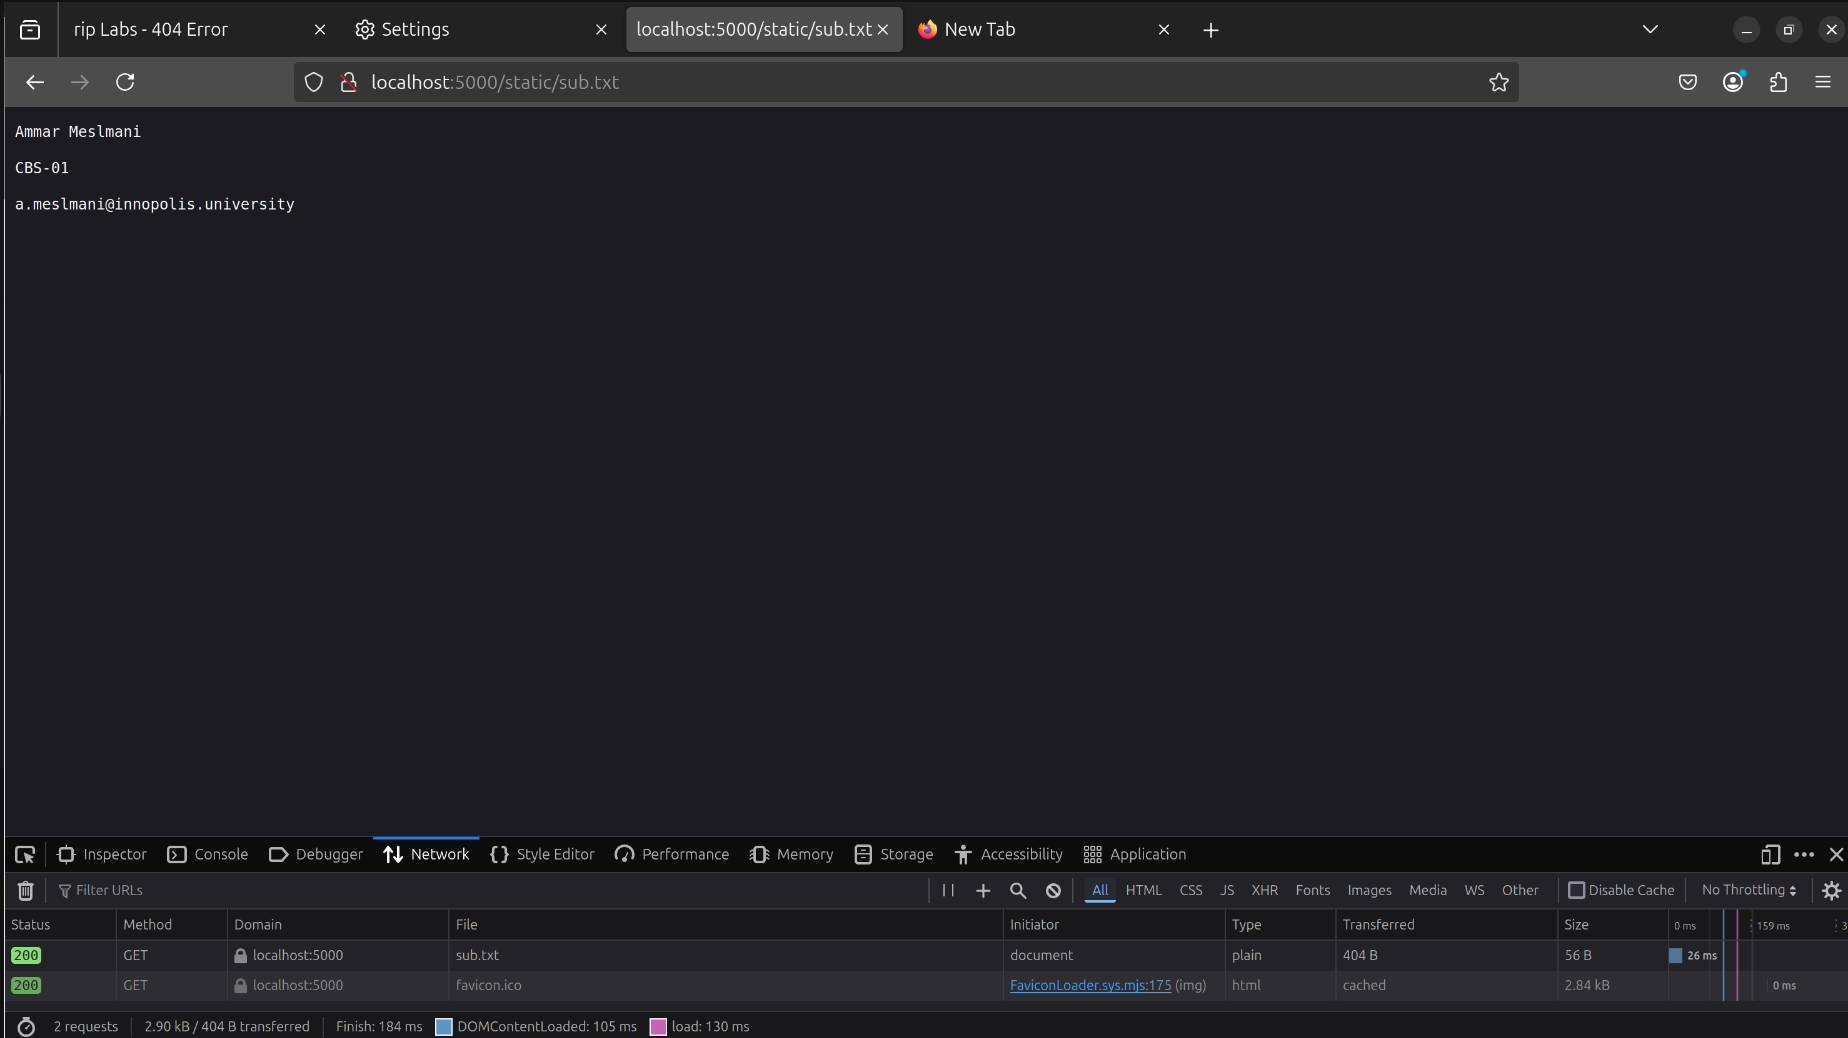 rip Labs - 404 Error
Settings
localhost:5000/static/sub.txt
New Tab
localhost:5000/static/sub.txt
Ammar Meslmani
CBS-01
a.meslmani@innopolis.university
Inspector Console Debugger Network Style Editor Performance Memory Storage Accessibility Application
Filter URLs All HTML CSS JS XHR Fonts Images Media WS Other Disable Cache No Throttling
Status Method Domain File Initiator Type Transferred Size 0 ms 159 ms 3
200 GET localhost:5000 sub.txt document plain 404 B 56 B 26 ms
200 GET localhost:5000 favicon.ico FaviconLoader.sys.mjs:175 (img) html cached 2.84 kB 0 ms
2 requests 2.90 kB / 404 B transferred Finish: 184 ms DOMContentLoaded: 105 ms load: 130 ms